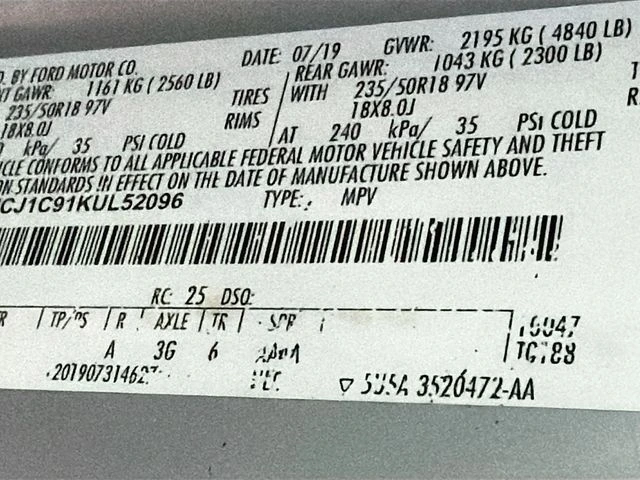 D. BY FORD MOTOR CO. DATE: 07/19 GVWR: 2195 KG ( 4840 LB)
NT GAWR: 1161 KG ( 2560 LB) REAR GAWR: 1043 KG ( 2300 LB)
235/50R18 97V TIRES WITH 235/50R18 97V
18X8.0J RIMS 18X8.0J
kPa/ 35 PSI COLD AT 240 kPa/ 35 PSI COLD
ICLE CONFORMS TO ALL APPLICABLE FEDERAL MOTOR VEHICLE SAFETY AND THEFT
ON STANDARDS IN EFFECT ON THE DATE OF MANUFACTURE SHOWN ABOVE.
CJ1C91KUL52096 TYPE: MPV
RC: 25 DSO:
R TP/PS R AXLE TR SPR
A 3G 6
3520472-AA